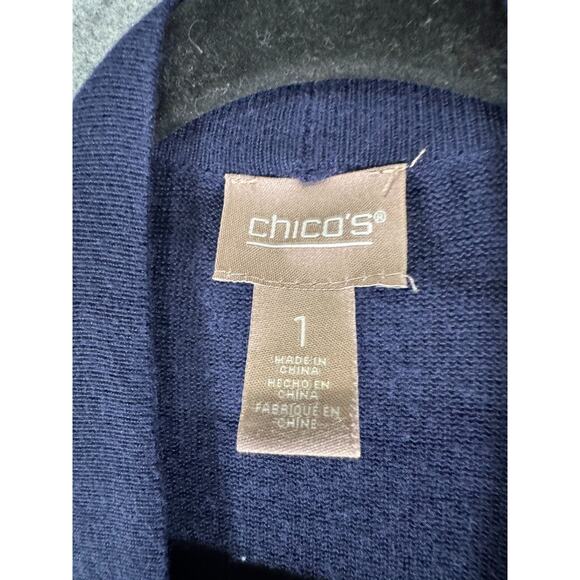 chico's®
1
MADE IN
CHINA
HECHO EN
CHINA
FABRIQUÉ EN
CHINE